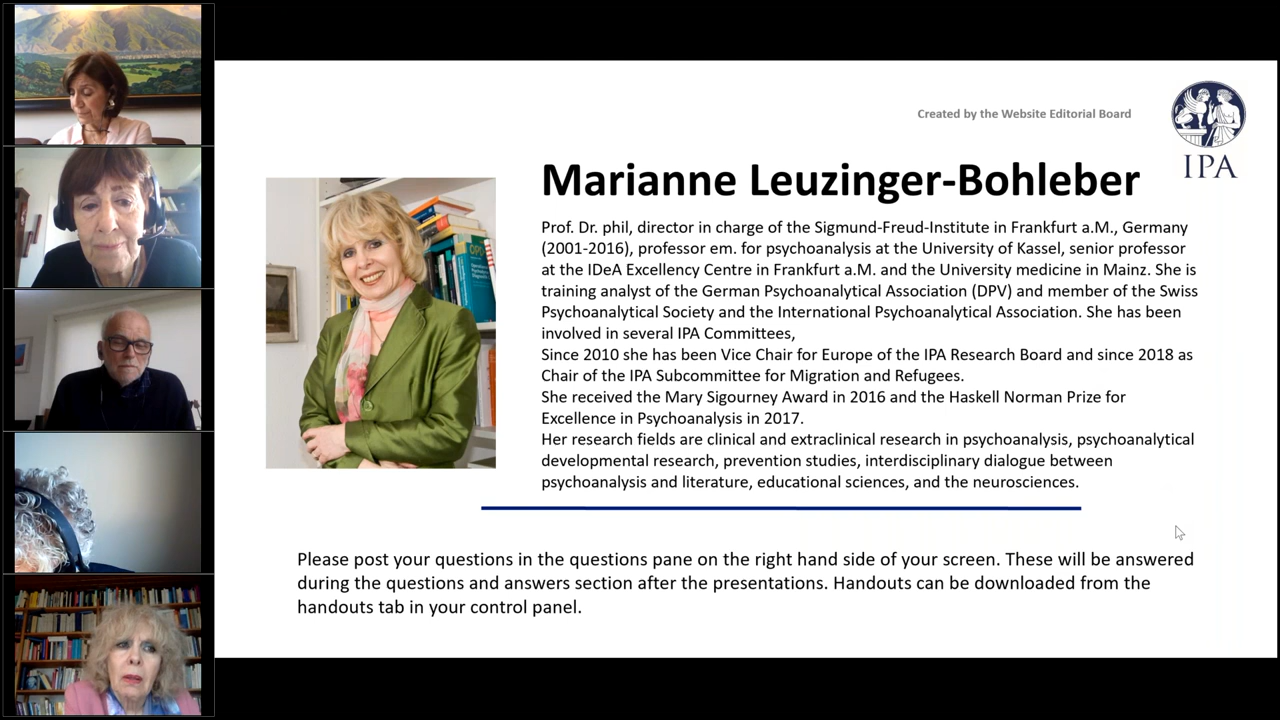 Created by the Website Editorial Board
IPA
Marianne Leuzinger-Bohleber
Prof. Dr. phil, director in charge of the Sigmund-Freud-Institute in Frankfurt a.M., Germany
(2001-2016), professor em. for psychoanalysis at the University of Kassel, senior professor
at the IDeA Excellency Centre in Frankfurt a.M. and the University medicine in Mainz. She is
training analyst of the German Psychoanalytical Association (DPV) and member of the Swiss
Psychoanalytical Society and the International Psychoanalytical Association. She has been
involved in several IPA Committees,
Since 2010 she has been Vice Chair for Europe of the IPA Research Board and since 2018 as
Chair of the IPA Subcommittee for Migration and Refugees.
She received the Mary Sigourney Award in 2016 and the Haskell Norman Prize for
Excellence in Psychoanalysis in 2017.
Her research fields are clinical and extraclinical research in psychoanalysis, psychoanalytical
developmental research, prevention studies, interdisciplinary dialogue between
psychoanalysis and literature, educational sciences, and the neurosciences.
Please post your questions in the questions pane on the right hand side of your screen. These will be answered
during the questions and answers section after the presentations. Handouts can be downloaded from the
handouts tab in your control panel.